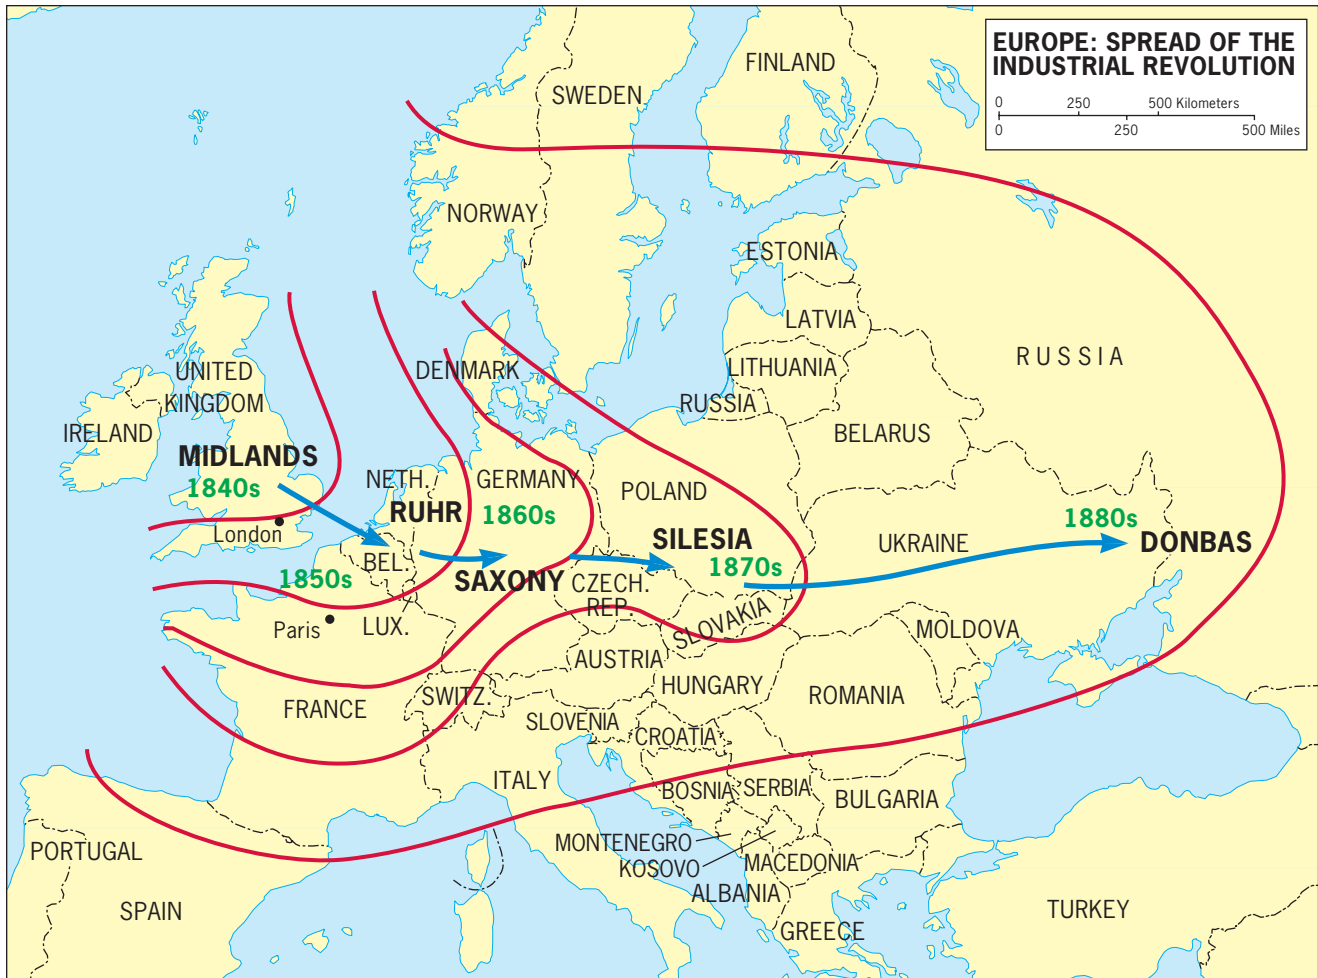 EUROPE: SPREAD OF THE
INDUSTRIAL REVOLUTION
0 250 500 Kilometers
0 250 500 Miles
FINLAND
SWEDEN
NORWAY
ESTONIA
LATVIA
LITHUANIA
RUSSIA
RUSSIA
DENMARK
UNITED
KINGDOM
IRELAND
BELARUS
MIDLANDS
1840s
NETH.
GERMANY
POLAND
RUHR
1860s
London
BEL.
SILESIA
1870s
UKRAINE
1880s
DONBAS
1850s
SAXONY
CZECH.
REP.
Paris
LUX.
SLOVAKIA
MOLDOVA
AUSTRIA
HUNGARY
ROMANIA
FRANCE
SWITZ.
SLOVENIA
CROATIA
ITALY
BOSNIA
SERBIA
BULGARIA
MONTENEGRO
KOSOVO
MACEDONIA
ALBANIA
PORTUGAL
SPAIN
GREECE
TURKEY